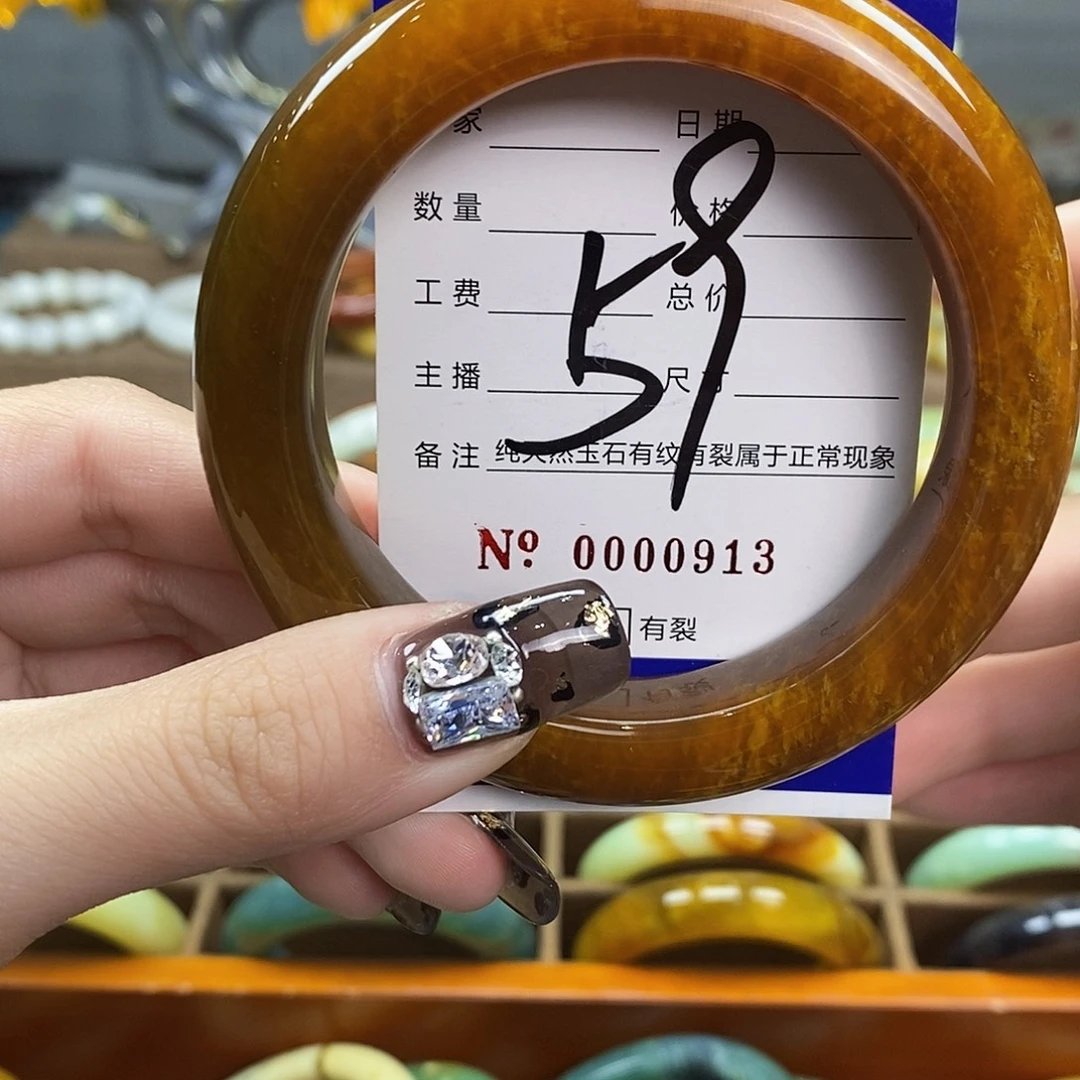 家 日期
数量 价格
工费 总价
主播 尺寸
备注 纯天然玉石有纹有裂属于正常现象
59
Nº 0000913
有裂